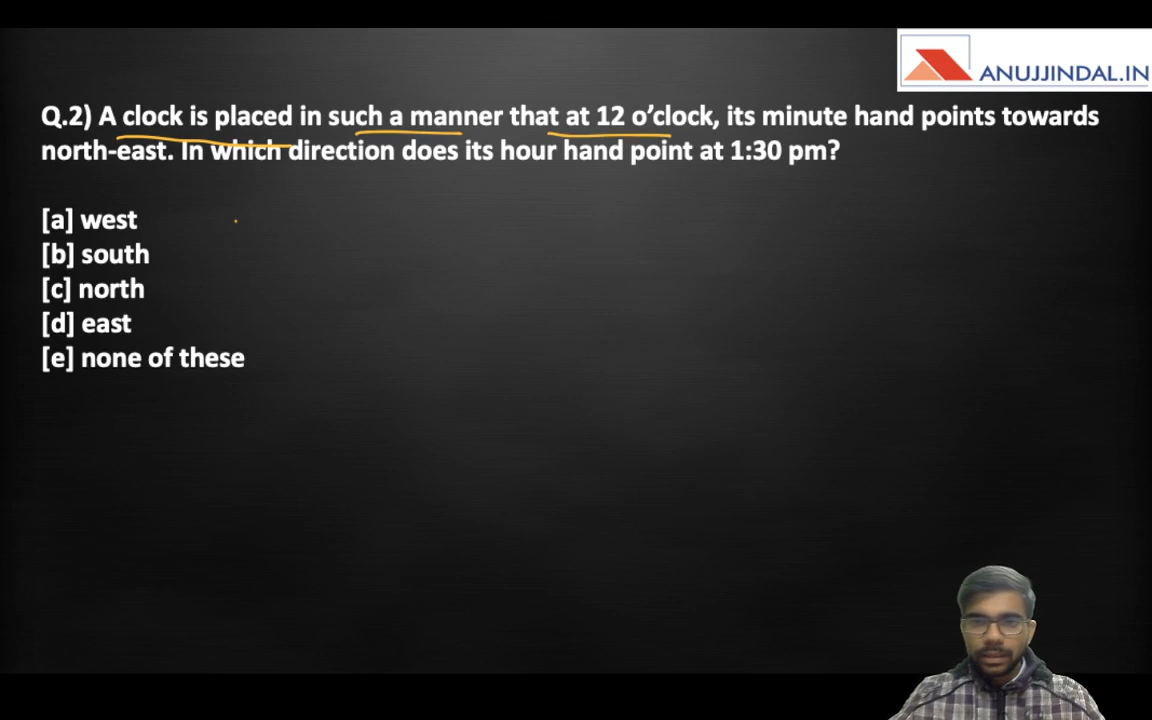 ANUJJINDAL.IN
Q.2) A clock is placed in such a manner that at 12 o’clock, its minute hand points towards
north-east. In which direction does its hour hand point at 1:30 pm?
[a] west
[b] south
[c] north
[d] east
[e] none of these